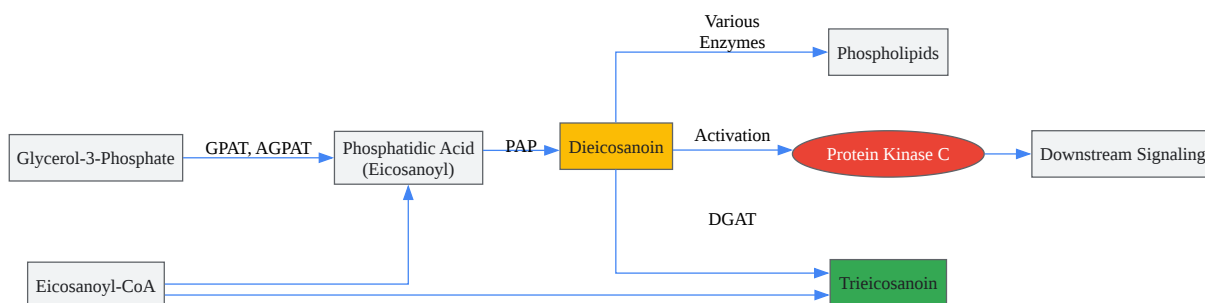 Various
Enzymes
Phospholipids
Glycerol-3-Phosphate
GPAT, AGPAT
Phosphatidic Acid
(Eicosanoyl)
PAP
Dieicosanoin
Activation
Protein Kinase C
Downstream Signaling
DGAT
Eicosanoyl-CoA
Trieicosanoin